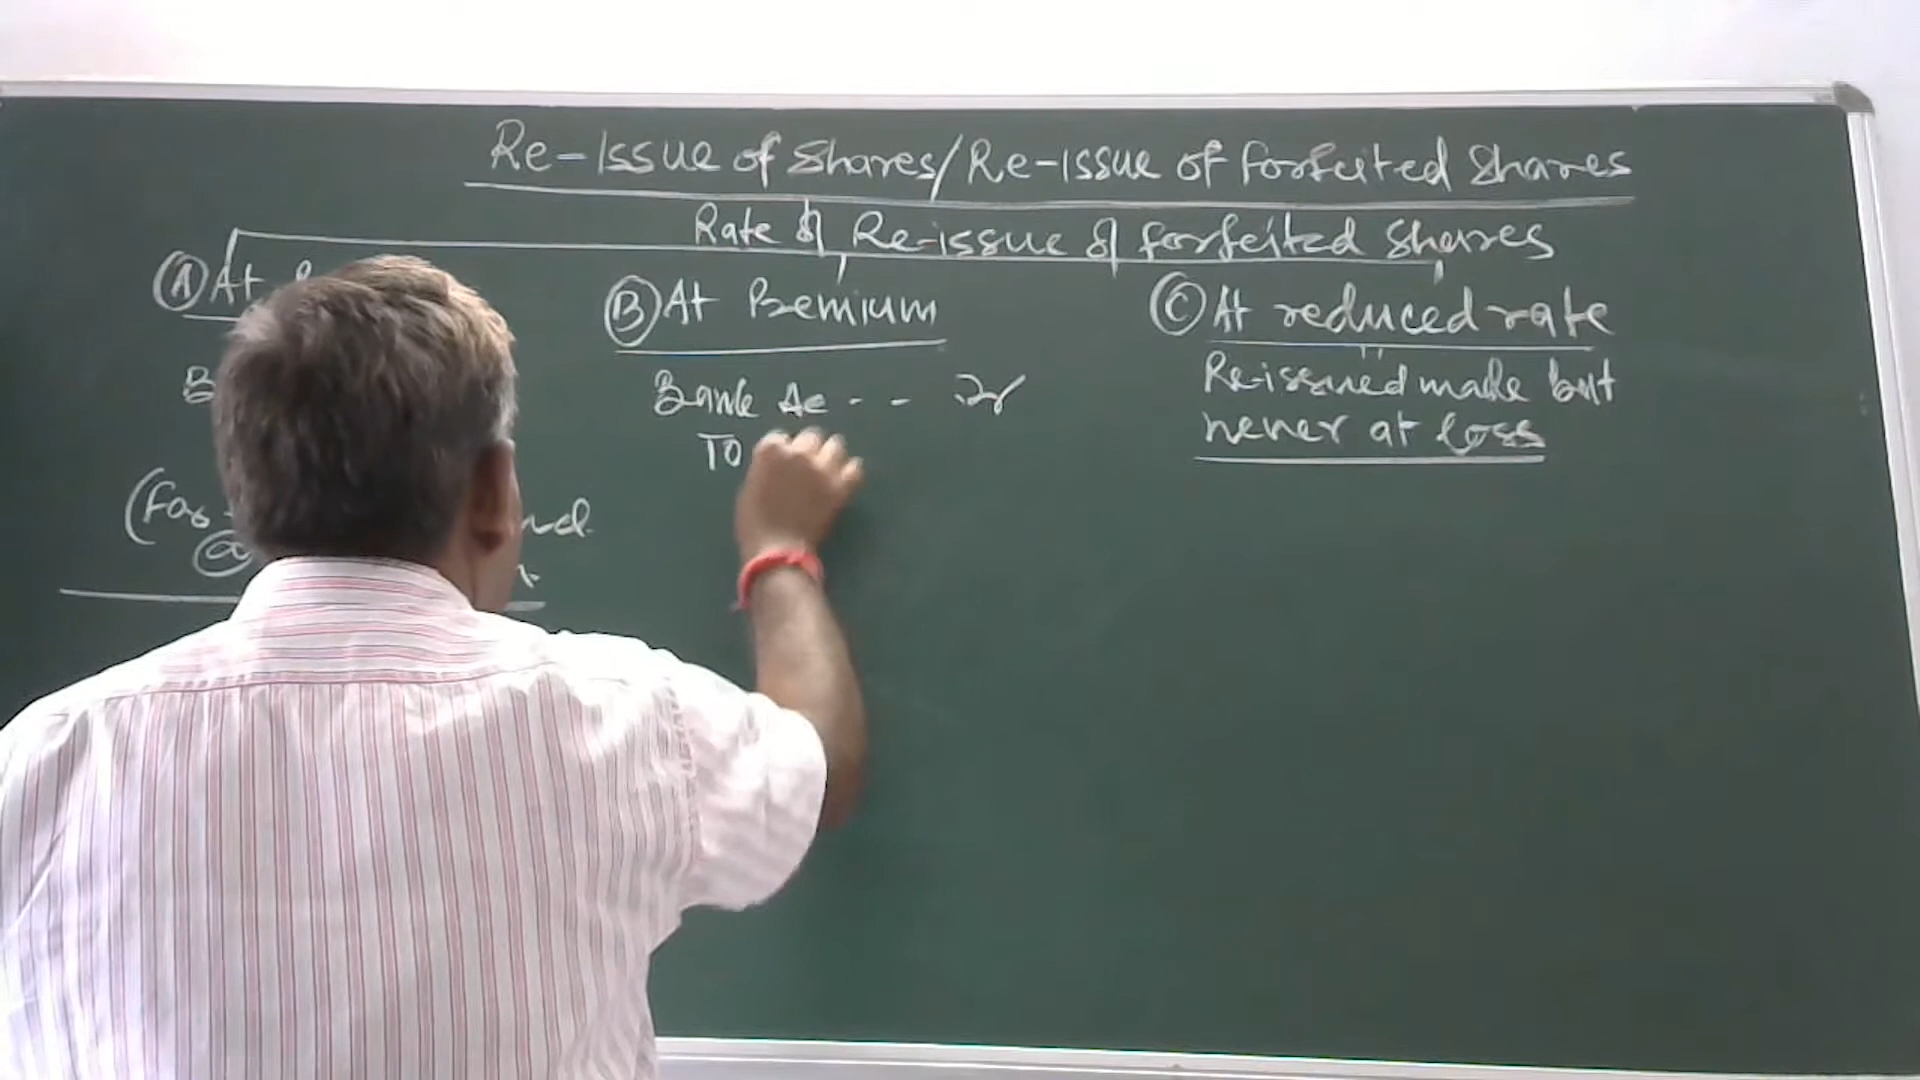 Re-Issue of Shares/Re-issue of forfeited Shares
Rate of Re-issue of forfeited Shares
Ⓐ At
Ⓑ At Premium
Bank Ac - - Dr
To
Ⓒ At reduced rate
Re-issued made but
never at loss